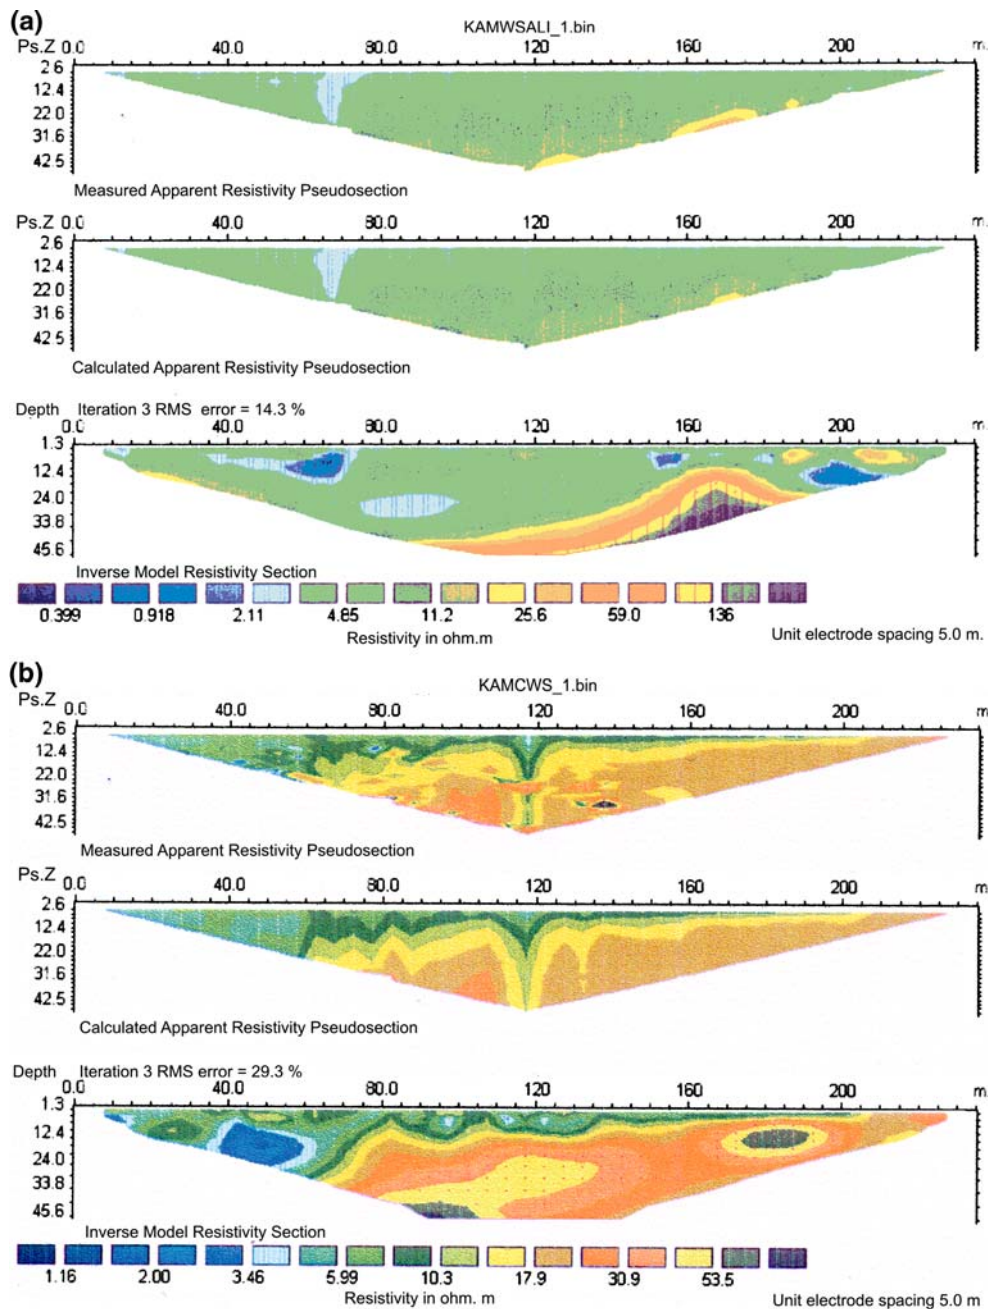 (a)
KAMWSALI_1.bin
Ps.Z 0.0 40.0 80.0 120 160 200 m.
2.6
12.4
22.0
31.6
42.5
Measured Apparent Resistivity Pseudosection
Ps.Z 0.0 40.0 80.0 120 160 200 m.
2.6
12.4
22.0
31.6
42.5
Calculated Apparent Resistivity Pseudosection
Depth Iteration 3 RMS error = 14.3 %
0.0 40.0 80.0 120 160 200 m.
1.3
12.4
24.0
33.8
45.6
Inverse Model Resistivity Section
0.399 0.918 2.11 4.85 11.2 25.6 59.0 136
Resistivity in ohm.m
Unit electrode spacing 5.0 m.
(b)
KAMCWS_1.bin
Ps.Z
0.0 40.0 80.0 120 160 200 m
2.6
12.4
22.0
31.6
42.5
Measured Apparent Resistivity Pseudosection
Ps.Z
0.0 40.0 80.0 120 160 200 m
2.6
12.4
22.0
31.6
42.5
Calculated Apparent Resistivity Pseudosection
Depth Iteration 3 RMS error = 29.3 %
0.0 40.0 80.0 120 160 200 m
1.3
12.4
24.0
33.8
45.6
Inverse Model Resistivity Section
1.16 2.00 3.46 5.99 10.3 17.9 30.9 53.5
Resistivity in ohm. m
Unit electrode spacing 5.0 m